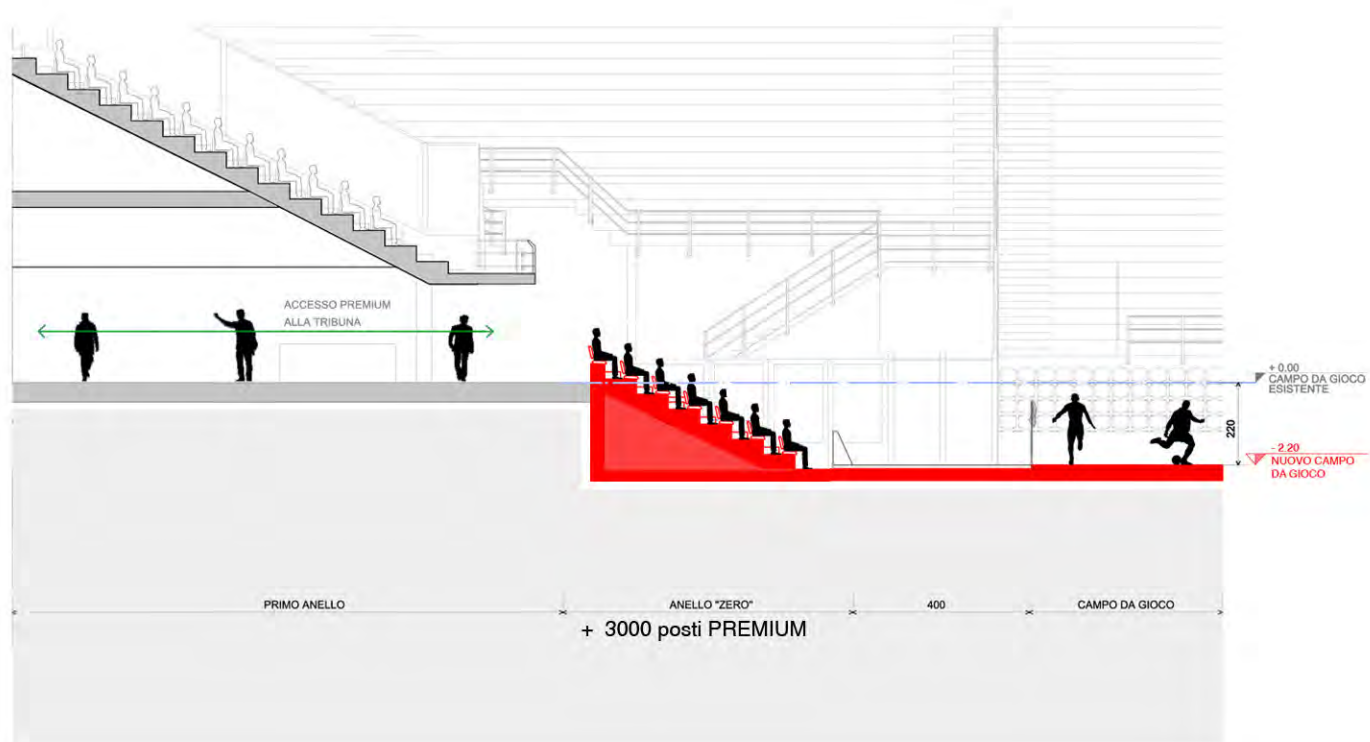 ACCESSO PREMIUM
ALLA TRIBUNA
+ 0.00
CAMPO DA GIOCO
ESISTENTE
220
- 2.20
NUOVO CAMPO
DA GIOCO
PRIMO ANELLO
ANELLO "ZERO"
400
CAMPO DA GIOCO
+ 3000 posti PREMIUM